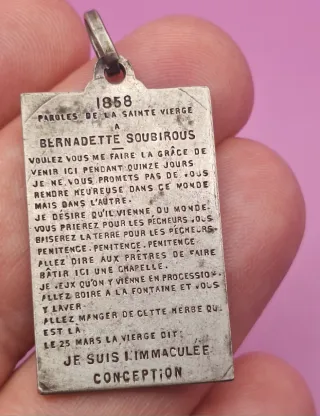 1858
PAROLES DE LA SAINTE VIERGE
A
BERNADETTE SOUBIROUS
VOULEZ VOUS ME FAIRE LA GRÂCE DE
VENIR ICI PENDANT QUINZE JOURS
JE NE VOUS PROMETS PAS DE VOUS
RENDRE HEUREUSE DANS CE MONDE
MAIS DANS L'AUTRE.
JE DÉSIRE QU'IL VIENNE DU MONDE.
VOUS PRIEREZ POUR LES PÉCHEURS VOUS
BAISEREZ LA TERRE POUR LES PÉCHEURS
PENITENCE. PENITENCE. PENITENCE
ALLEZ DIRE AUX PRÊTRES DE FAIRE
BÂTIR ICI UNE CHAPELLE.
JE VEUX QU'ON Y VIENNE EN PROCESSION.
ALLEZ BOIRE A LA FONTAINE ET VOUS
Y LAVER.
ALLEZ MANGER DE CETTE HERBE QUI
EST LÀ.
LE 25 MARS LA VIERGE DIT:
JE SUIS L'IMMACULÉE
CONCEPTION